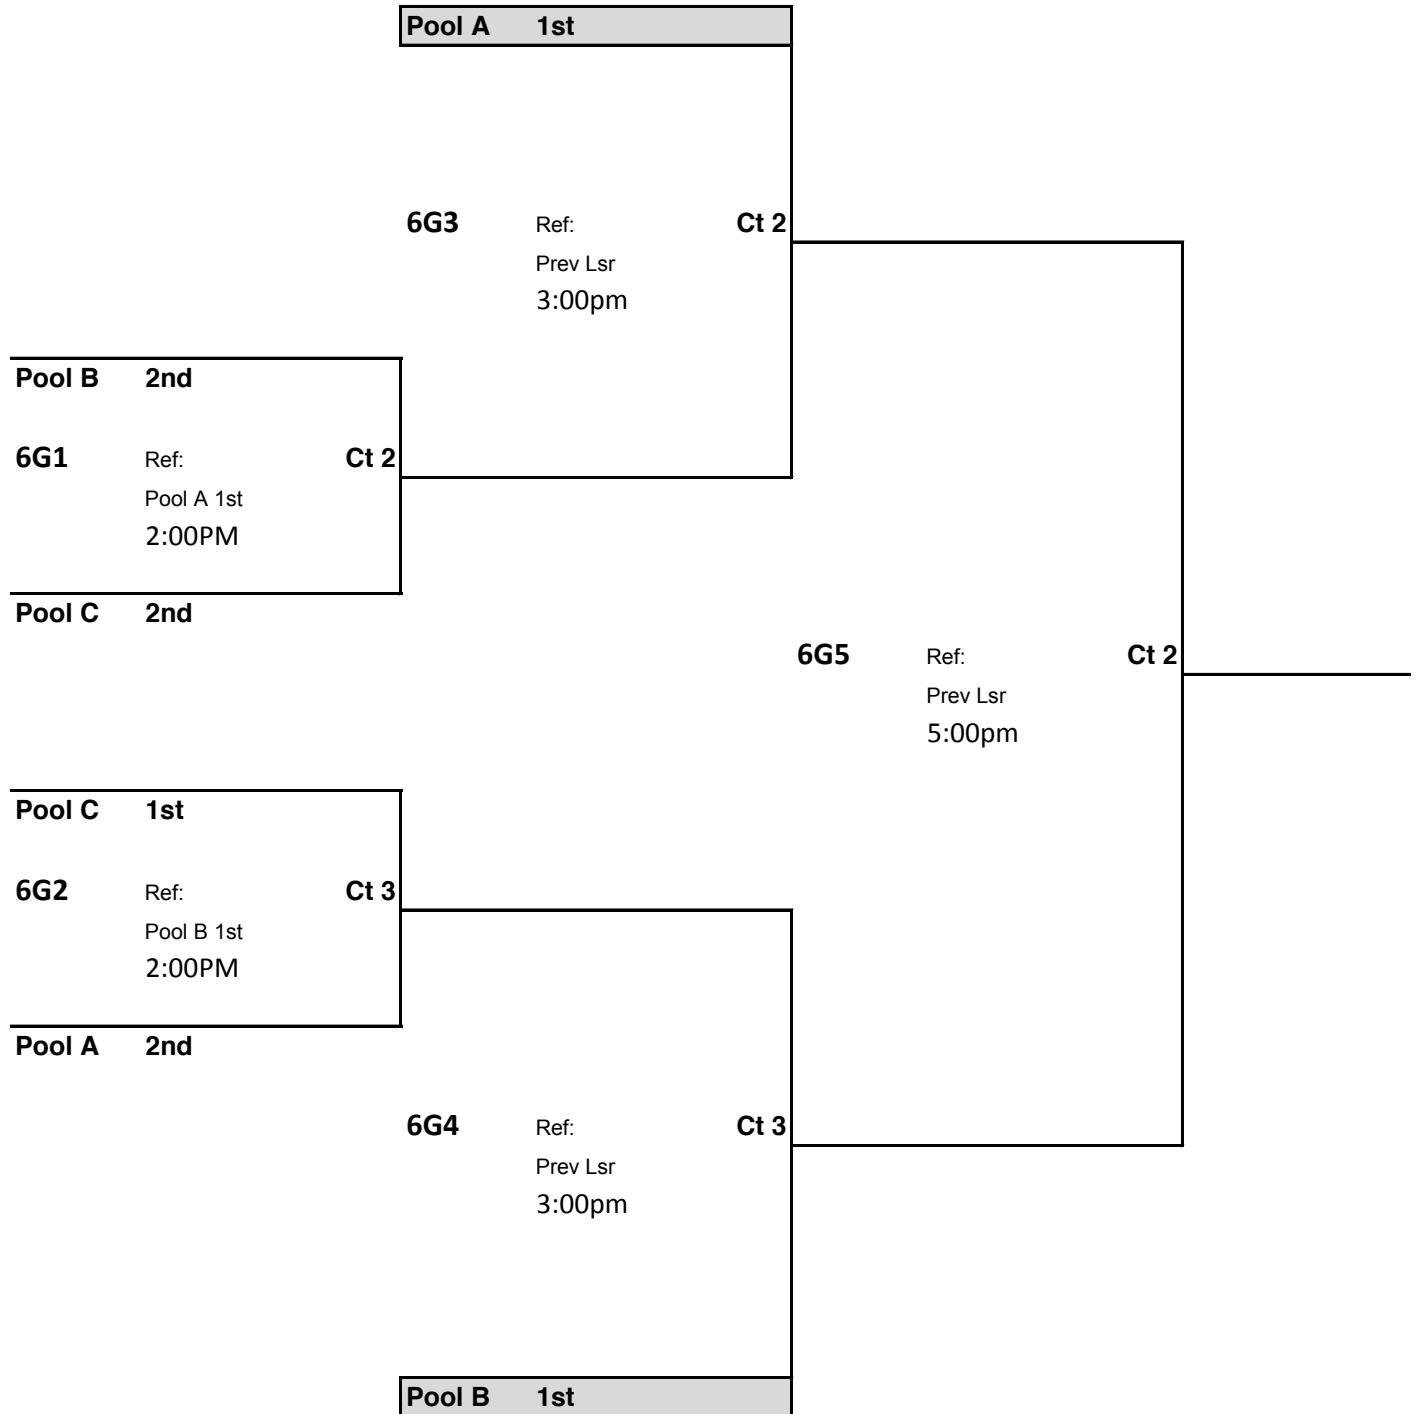 Pool A 1st
6G3 Ref: Ct 2
Prev Lsr
3:00pm
Pool B 2nd
6G1 Ref: Ct 2
Pool A 1st
2:00PM
Pool C 2nd
6G5 Ref: Ct 2
Prev Lsr
5:00pm
Pool C 1st
6G2 Ref: Ct 3
Pool B 1st
2:00PM
Pool A 2nd
6G4 Ref: Ct 3
Prev Lsr
3:00pm
Pool B 1st